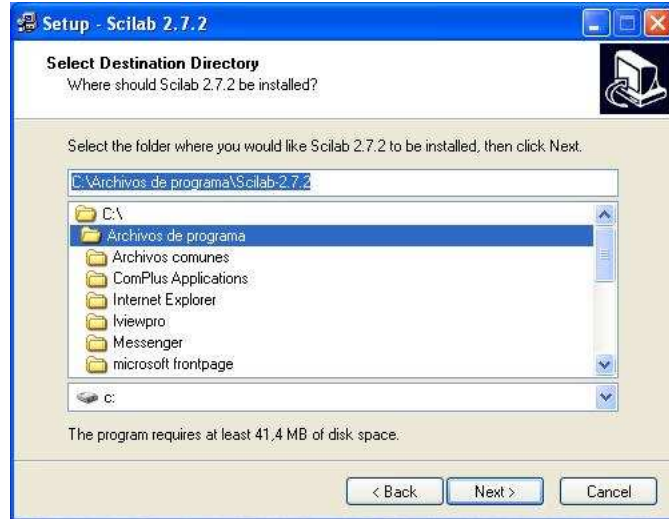 Setup - Scilab 2.7.2
Select Destination Directory
Where should Scilab 2.7.2 be installed?
Select the folder where you would like Scilab 2.7.2 to be installed, then click Next.
C:\Archivos de programa\Scilab-2.7.2
C:\
Archivos de programa
Archivos comunes
ComPlus Applications
Internet Explorer
Iviewpro
Messenger
microsoft frontpage
c:
The program requires at least 41,4 MB of disk space.
< Back Next > Cancel